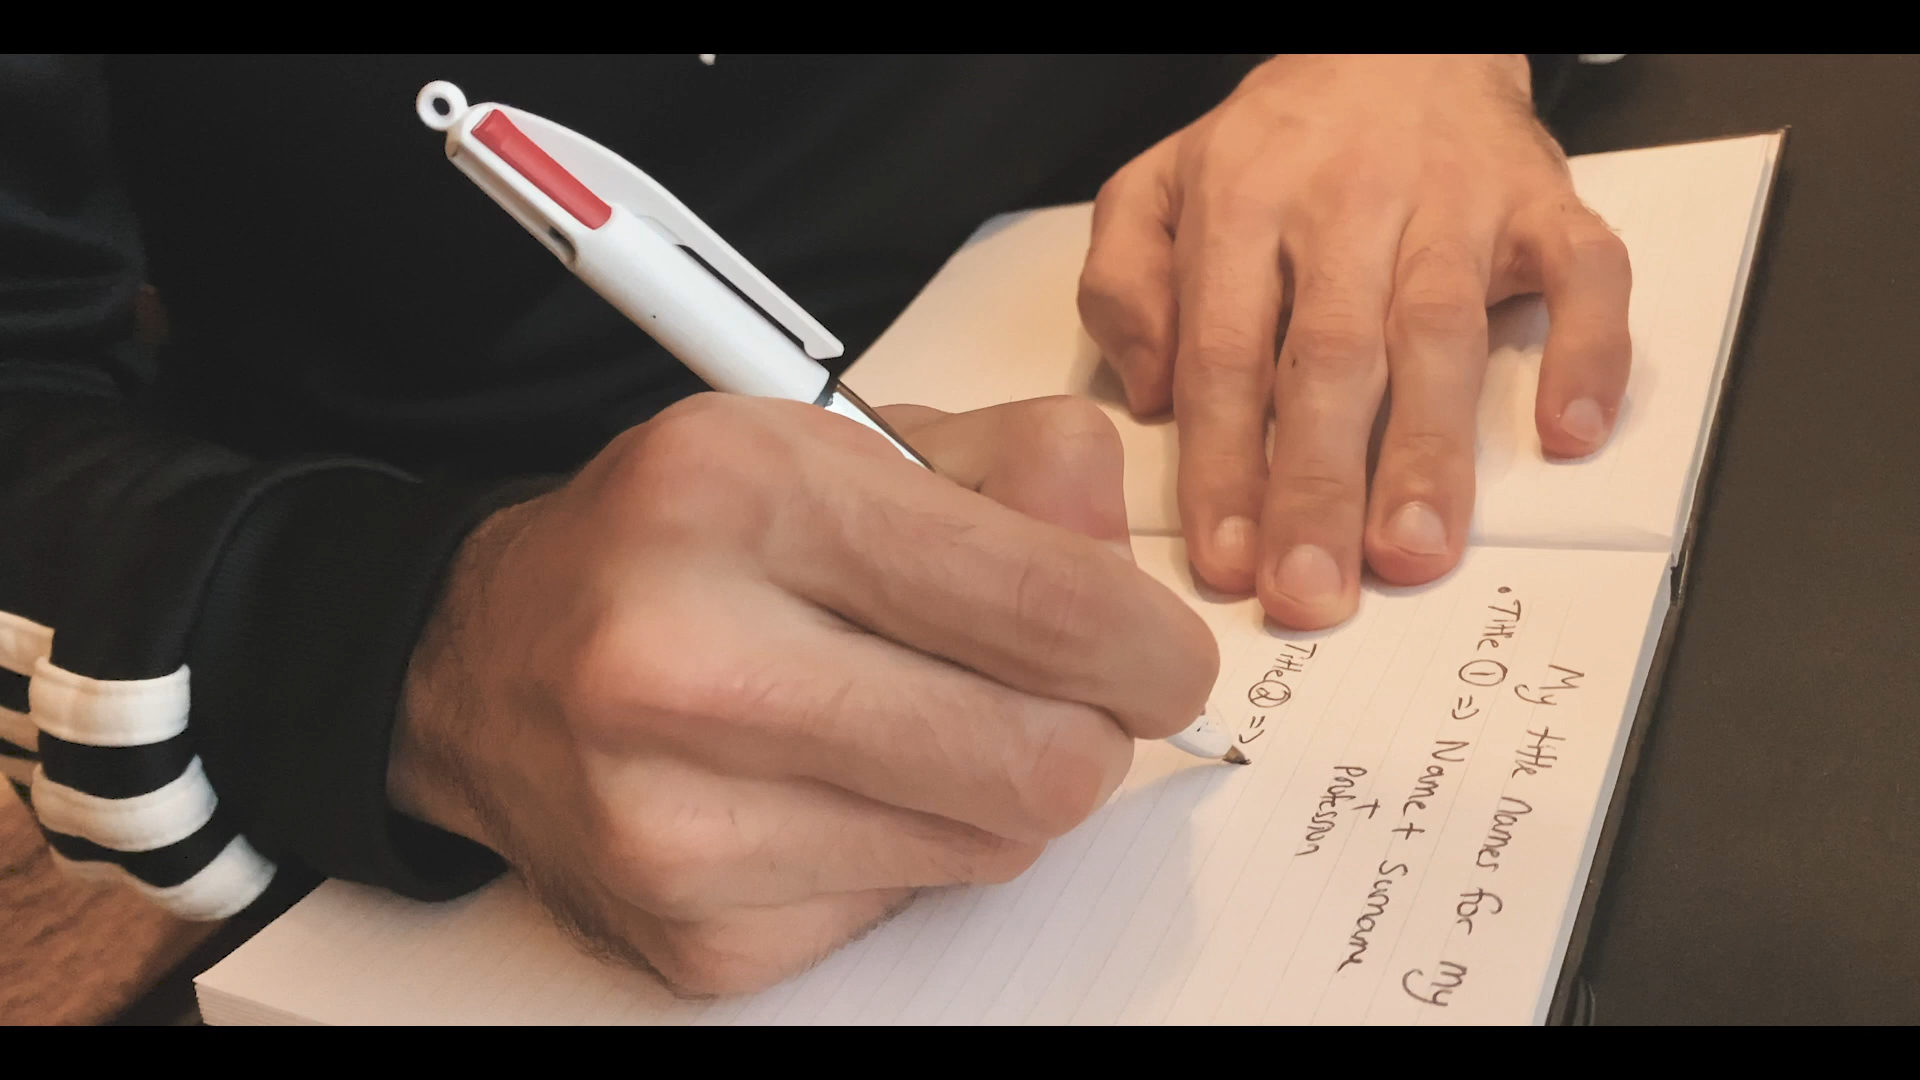 My title names for my
• Title ① => Name + Surname
+
Profession
Title ② =>